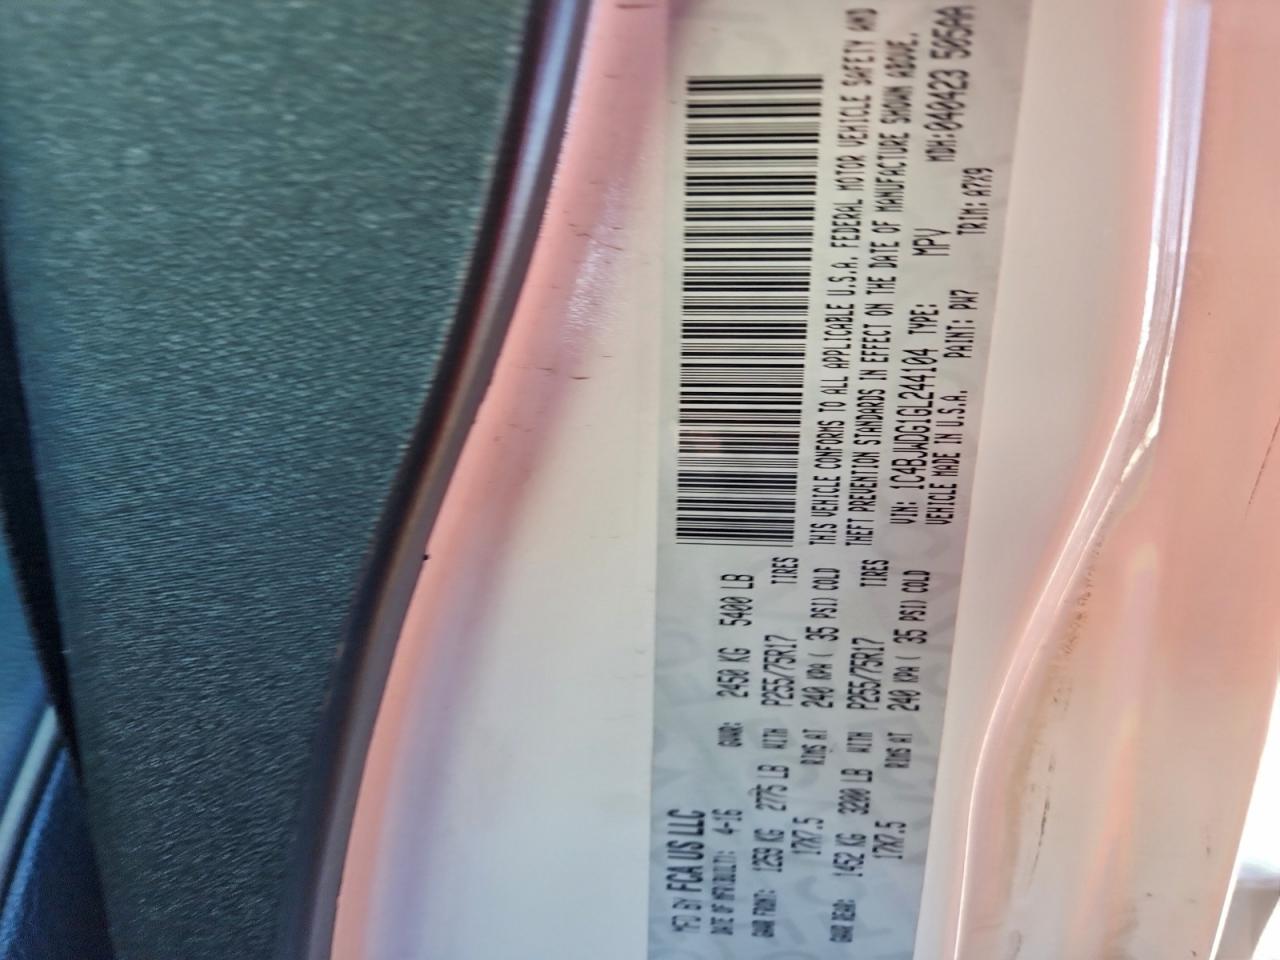 MFD BY FCA US LLC
DATE OF MFR/BUILT: 4-16 GVWR: 2450 KG 5400 LB
GAWR FRONT: 1259 KG 2775 LB WITH P255/75R17 TIRES
17X7.5 RIMS AT 240 KPA ( 35 PSI) COLD
GAWR REAR: 1452 KG 3200 LB WITH P255/75R17 TIRES
17X7.5 RIMS AT 240 KPA ( 35 PSI) COLD
THIS VEHICLE CONFORMS TO ALL APPLICABLE U.S.A. FEDERAL MOTOR VEHICLE SAFETY AND
THEFT PREVENTION STANDARDS IN EFFECT ON THE DATE OF MANUFACTURE SHOWN ABOVE.
VIN: 1C4BJWDG1GL244104 TYPE: MPV MDH:040423 505AA
VEHICLE MADE IN U.S.A. PAINT: PW7 TRIM: A7X9